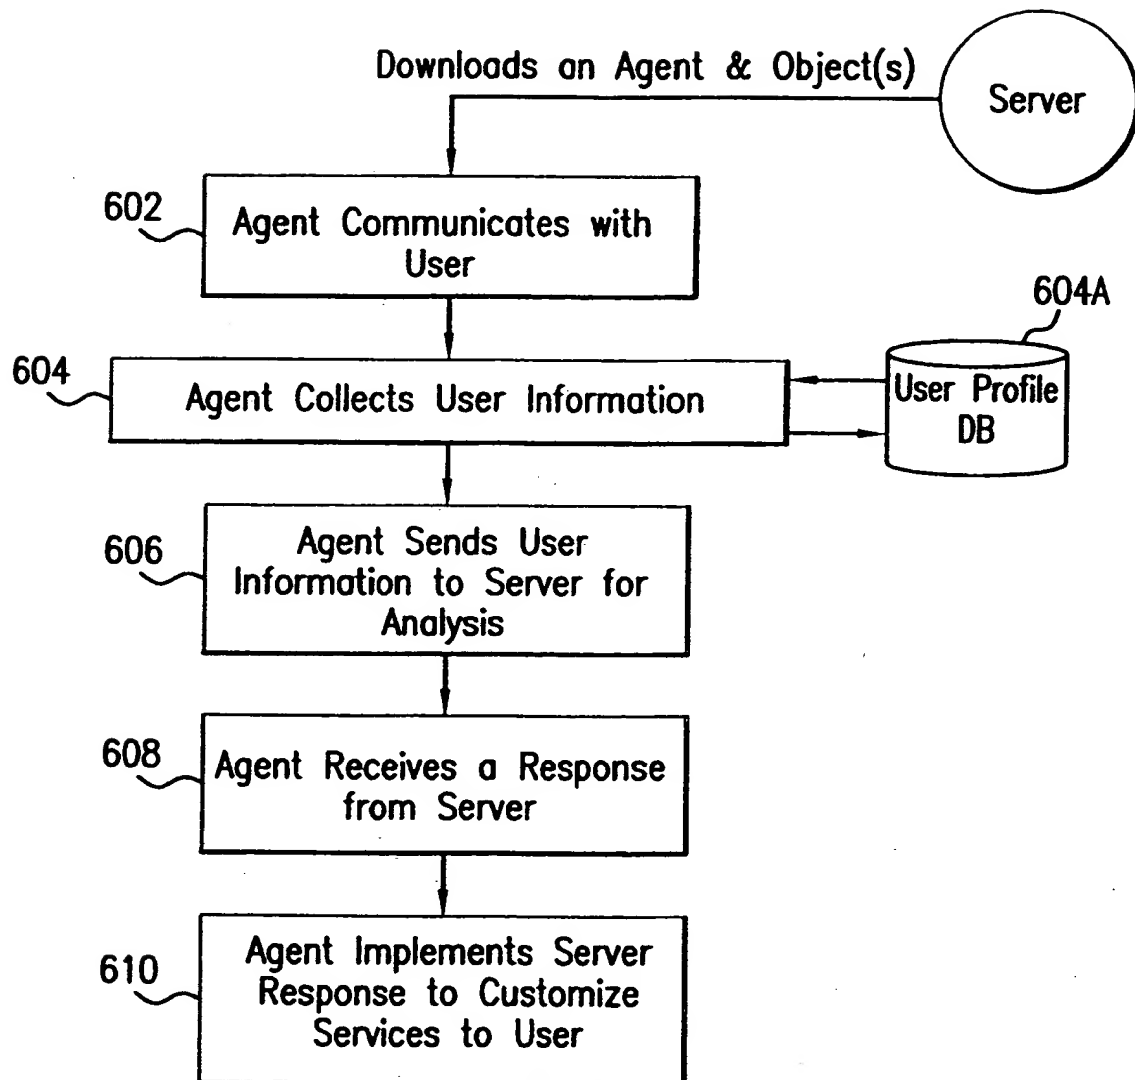 Downloads an Agent & Object(s)
Server
602
Agent Communicates with
User
604A
604
Agent Collects User Information
User Profile
DB
606
Agent Sends User
Information to Server for
Analysis
608
Agent Receives a Response
from Server
610
Agent Implements Server
Response to Customize
Services to User